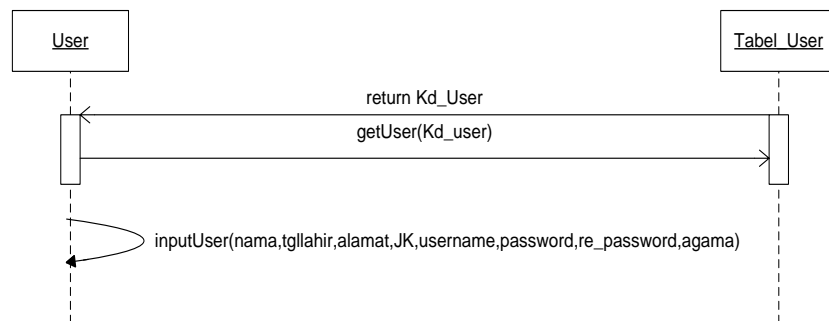 User
Tabel_User
return Kd_User
getUser(Kd_user)
inputUser(nama,tgllahir,alamat,JK,username,password,re_password,agama)